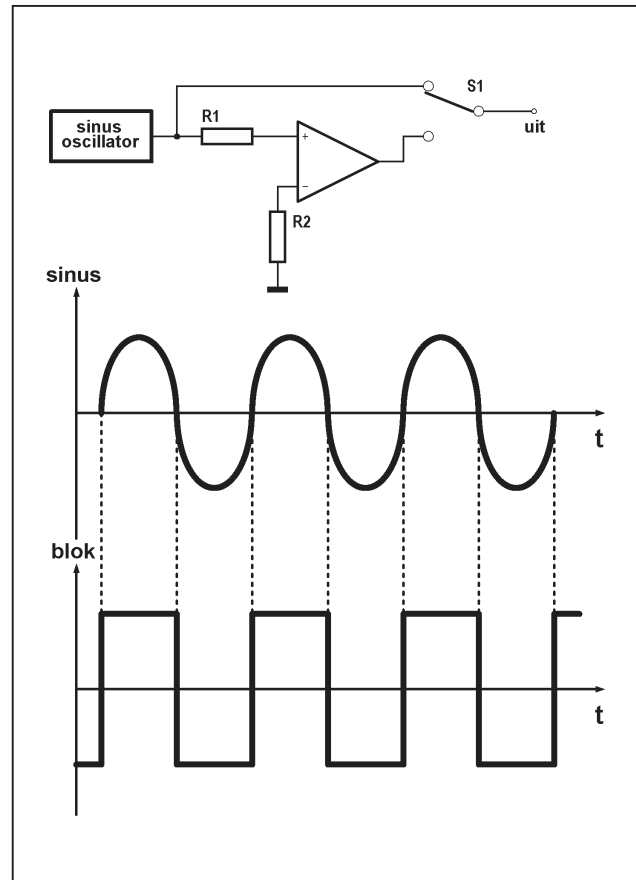 S1
sinus
oscillator
R1
uit
+
−
R2
sinus
t
blok
t